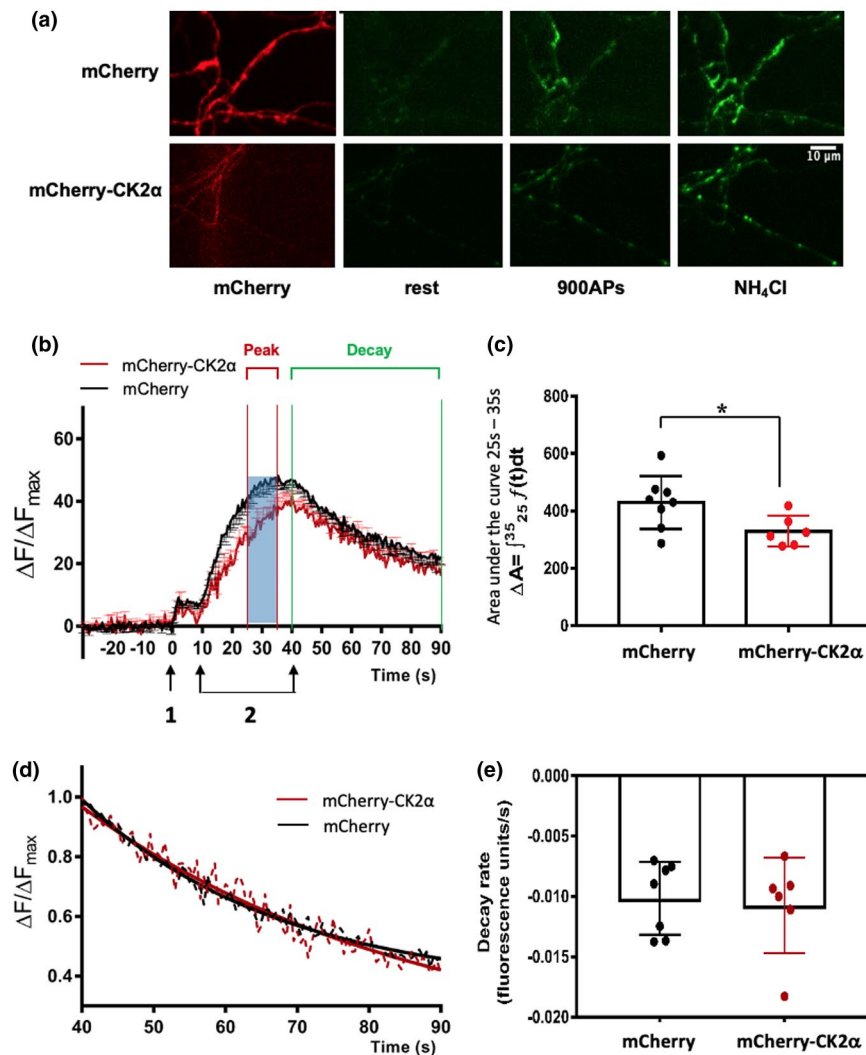 (a)
mCherry
mCherry-CK2α
10 µm
mCherry rest 900APs NH₄Cl
(b)
mCherry-CK2α
mCherry
Peak Decay
ΔF/ΔFmax
60
40
20
0
-20 -10 0 10 20 30 40 50 60 70 80 90
Time (s)
1 2
(c)
Area under the curve 25s – 35s
ΔA= ∫³⁵₂₅ f(t)dt
800
600
400
200
0
*
mCherry mCherry-CK2α
(d)
mCherry-CK2α
mCherry
ΔF/ΔFmax
1.0
0.8
0.6
0.4
40 50 60 70 80 90
Time (s)
(e)
Decay rate
(fluorescence units/s)
0.000
-0.005
-0.010
-0.015
-0.020
mCherry mCherry-CK2α